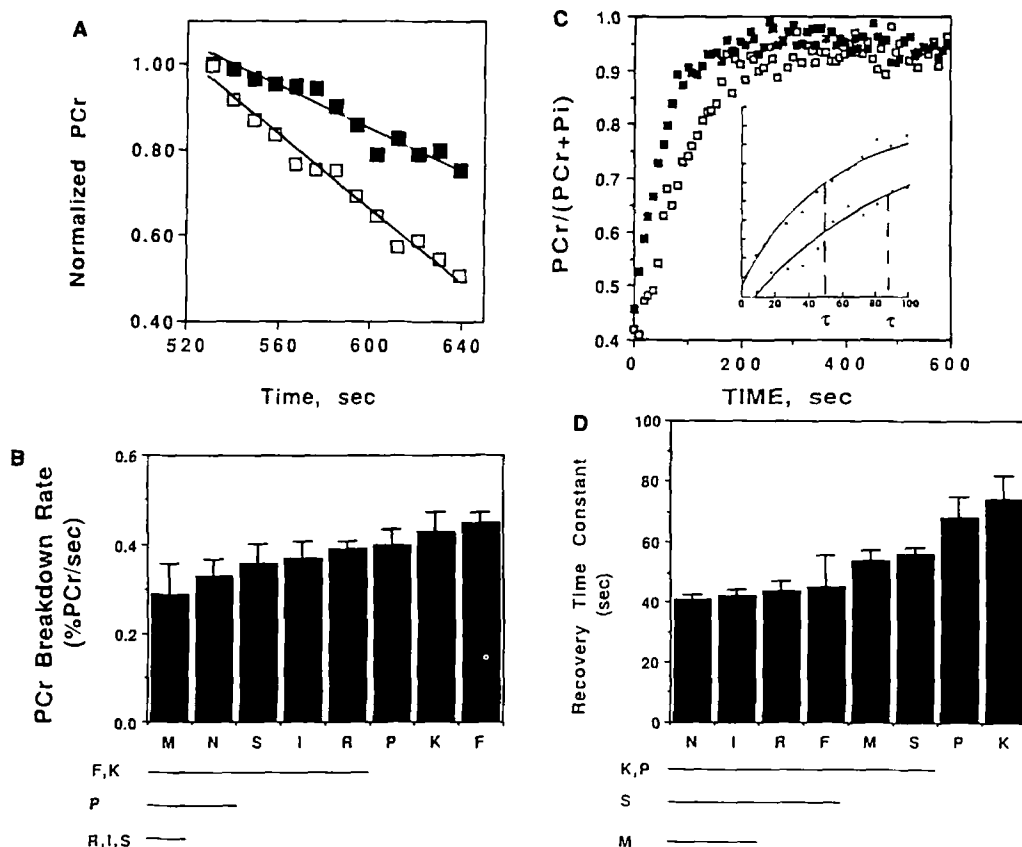 A
1.00
0.80
0.60
0.40
Normalized PCr
520
560
600
640
Time, sec
B
0.6
0.4
0.2
0.0
PCr Breakdown Rate
(%PCr/sec)
M N S I R P K F
F,K
P
R,I,S
C
1.0
0.9
0.8
0.7
0.6
0.5
0.4
PCr/(PCr+Pi)
0 20 40 60 80 100
τ τ
0 200 400 600
TIME, sec
D
100
80
60
40
20
0
Recovery Time Constant
(sec)
N I R F M S P K
K,P
S
M